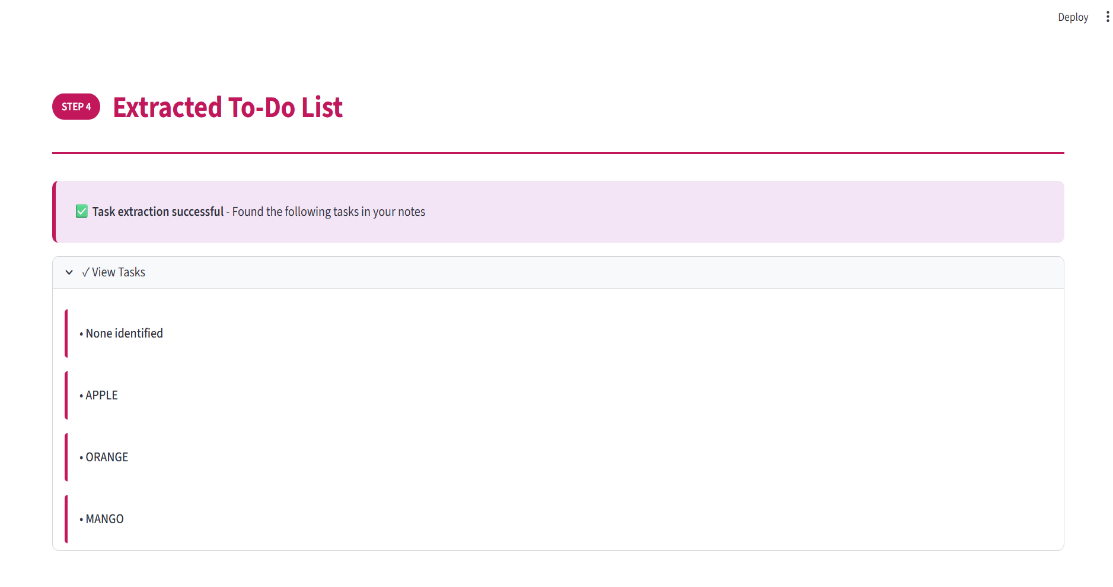 Deploy
STEP 4 Extracted To-Do List
✅ Task extraction successful - Found the following tasks in your notes
✓ View Tasks
• None identified
• APPLE
• ORANGE
• MANGO